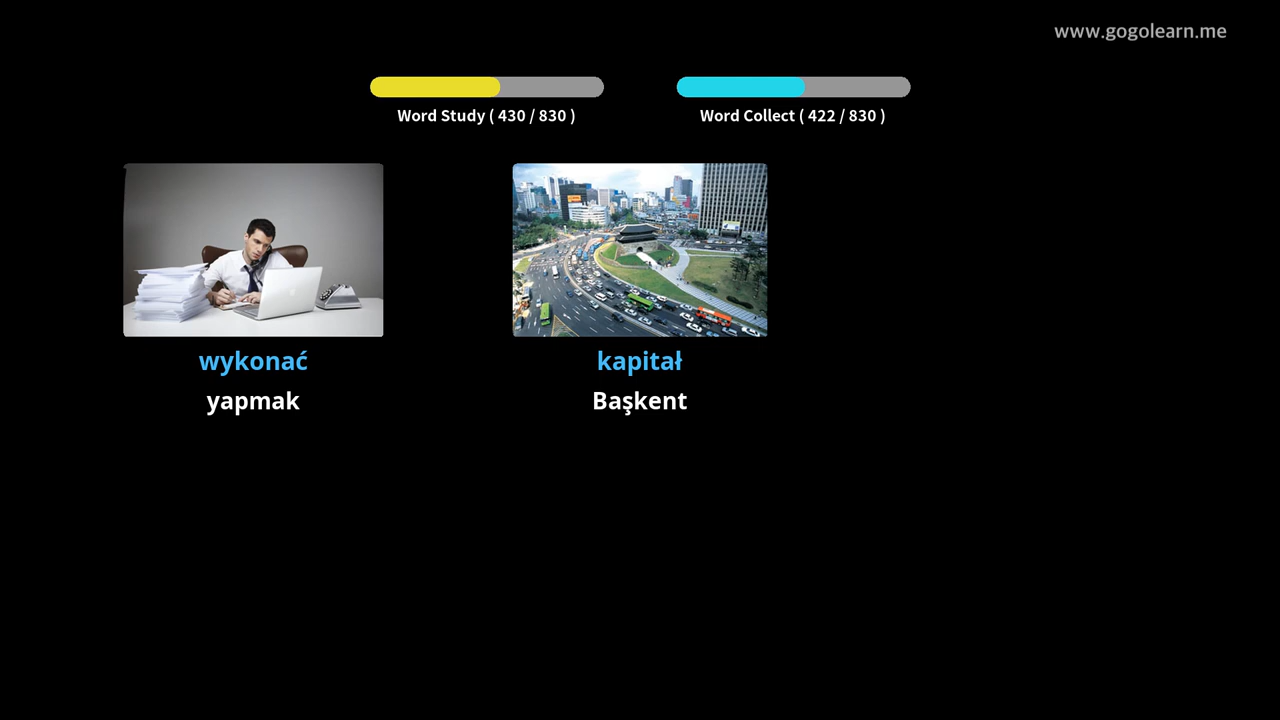 www.gogolearn.me
Word Study ( 430 / 830 )
Word Collect ( 422 / 830 )
wykonać
yapmak
kapitał
Başkent